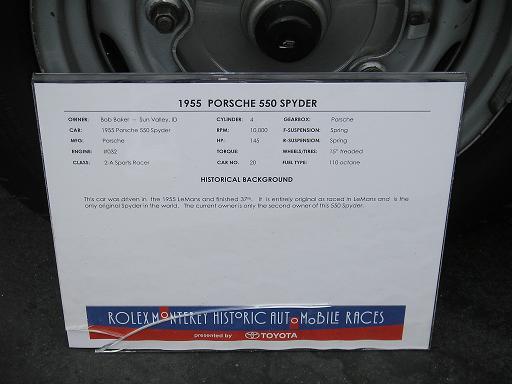 1955 PORSCHE 550 SPYDER
OWNER: Bob Baker -- Sun Valley, ID CYLINDER: 4 GEARBOX: Porsche
CAR: 1955 Porsche 550 Spyder RPM: 10,000 F-SUSPENSION: Spring
MFG: Porsche HP: 145 R-SUSPENSION: Spring
ENGINE: #032 TORQUE: WHEELS/TIRES: 15" treaded
CLASS: 2-A Sports Racer CAR NO. 20 FUEL TYPE: 110 octane
HISTORICAL BACKGROUND
This car was driven in the 1955 LeMans and finished 37th. It is entirely original as raced in LeMans and is the
only original Spyder in the world. The current owner is only the second owner of this 550 Spyder.
ROLEX MONTEREY HISTORIC AUTOMOBILE RACES
presented by TOYOTA